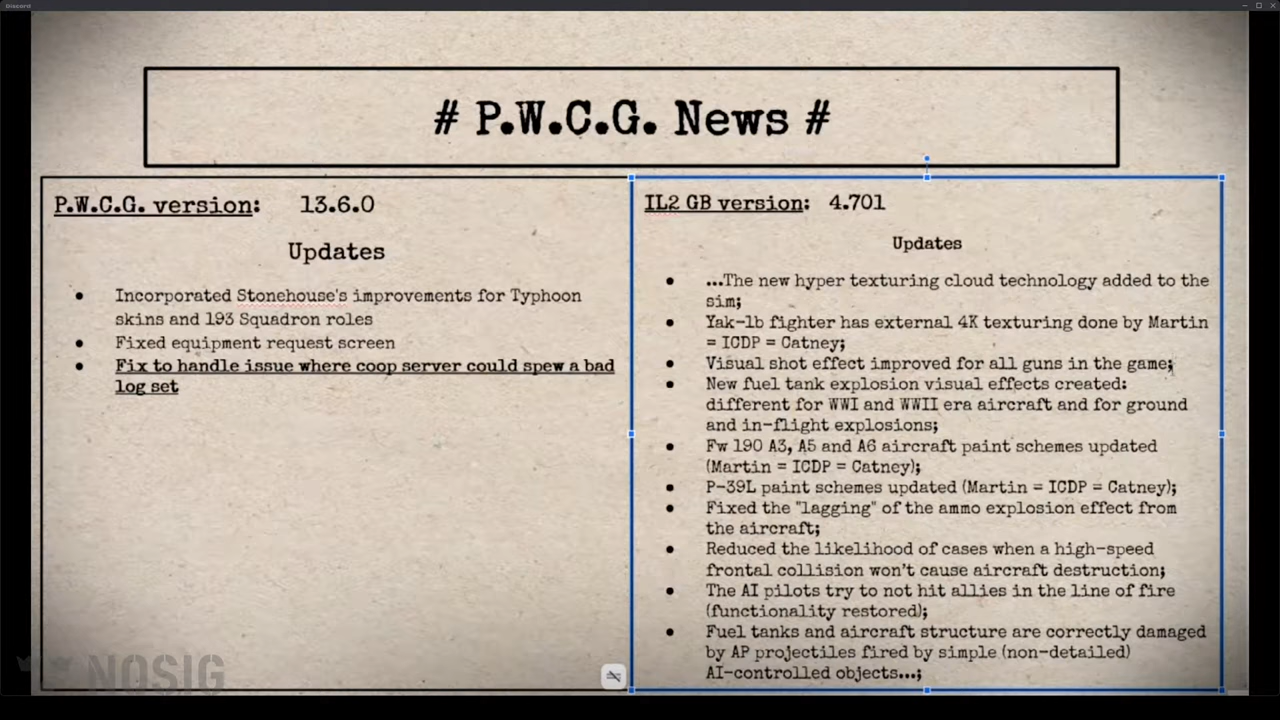 Discord
# P.W.C.G. News #
P.W.C.G. version: 13.6.0
Updates
● Incorporated Stonehouse's improvements for Typhoon
skins and 193 Squadron roles
● Fixed equipment request screen
● Fix to handle issue where coop server could spew a bad
log set
IL2 GB version: 4.701
Updates
● ...The new hyper texturing cloud technology added to the
sim;
● Yak-1b fighter has external 4K texturing done by Martin
= ICDP = Catney;
● Visual shot effect improved for all guns in the game;
● New fuel tank explosion visual effects created:
different for WWI and WWII era aircraft and for ground
and in-flight explosions;
● Fw 190 A3, A5 and A6 aircraft paint schemes updated
(Martin = ICDP = Catney);
● P-39L paint schemes updated (Martin = ICDP = Catney);
● Fixed the "lagging" of the ammo explosion effect from
the aircraft;
● Reduced the likelihood of cases when a high-speed
frontal collision won't cause aircraft destruction;
● The AI pilots try to not hit allies in the line of fire
(functionality restored);
● Fuel tanks and aircraft structure are correctly damaged
by AP projectiles fired by simple (non-detailed)
AI-controlled objects...;
NOSIG